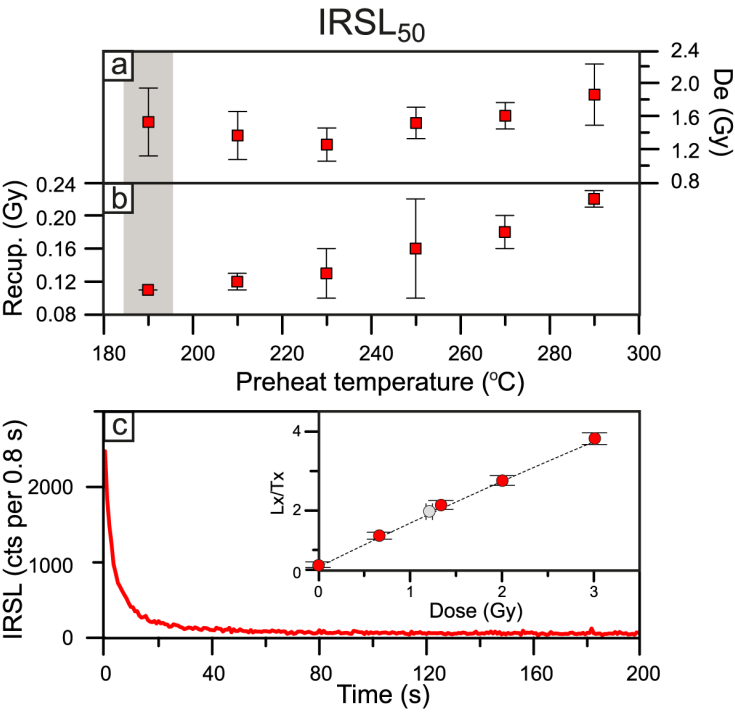 IRSL50
a
2.4
2.0
1.6
1.2
0.8
De (Gy)
b
0.24
0.20
0.16
0.12
0.08
Recup. (Gy)
180 200 220 240 260 280 300
Preheat temperature (oC)
c
2000
1000
0
IRSL (cts per 0.8 s)
0 40 80 120 160 200
Time (s)
4
2
0
Lx/Tx
0 1 2 3
Dose (Gy)